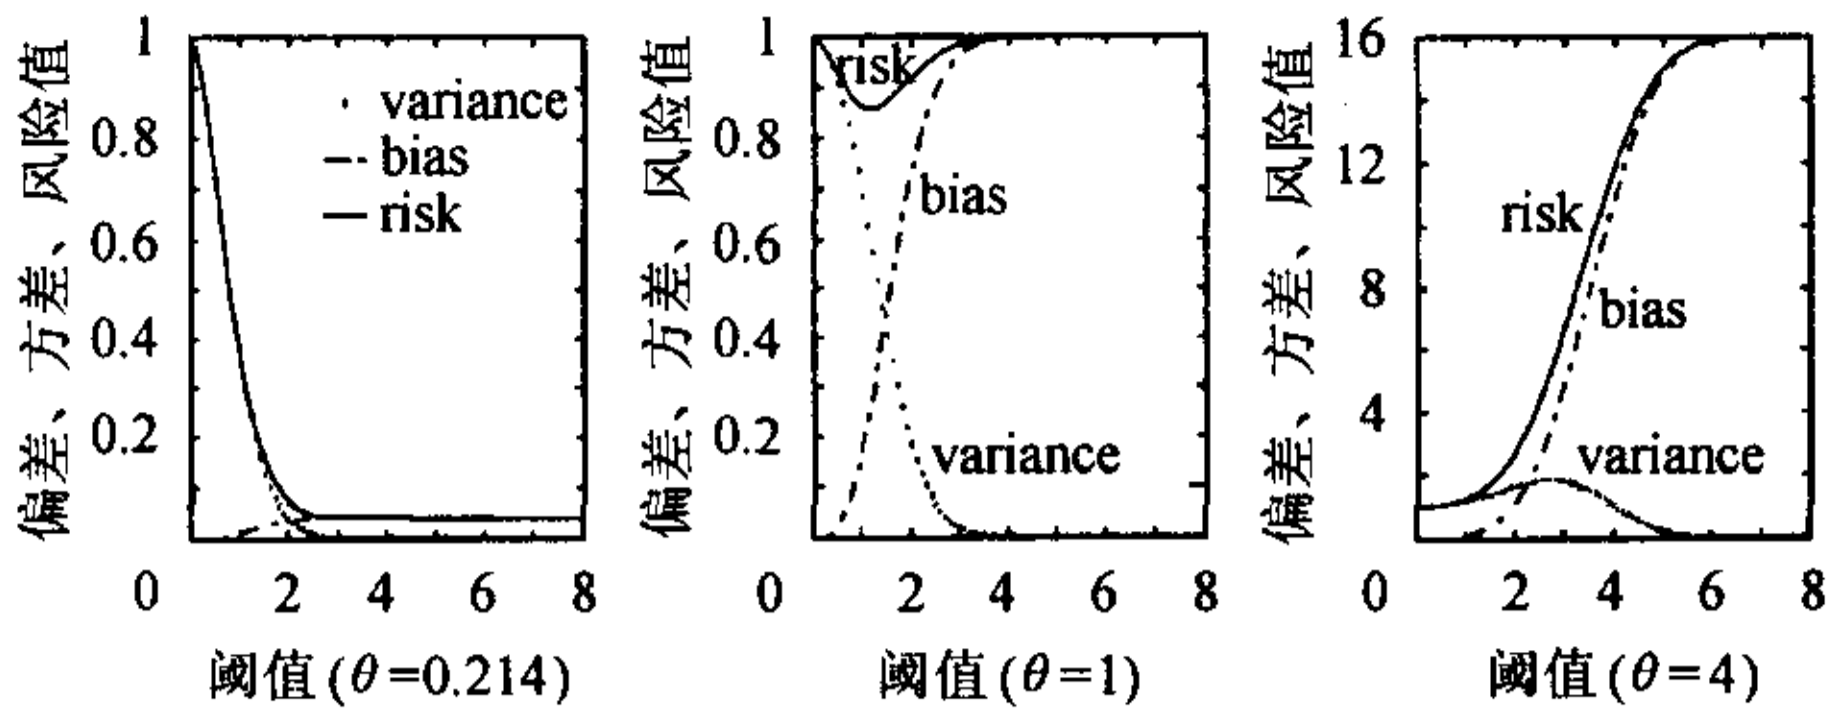 偏差、方差、风险值
1
0.8
0.6
0.4
0.2
0
2
4
6
8
variance
bias
risk
阈值(θ=0.214)
偏差、方差、风险值
1
0.8
0.6
0.4
0.2
0
2
4
6
8
risk
bias
variance
阈值(θ=1)
偏差、方差、风险值
16
12
8
4
0
2
4
6
8
risk
bias
variance
阈值(θ=4)